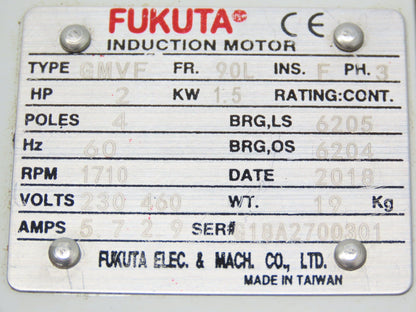 FUKUTA CE
INDUCTION MOTOR
TYPE GMVF FR. 90L INS. F PH. 3
HP 2 KW 1.5 RATING:CONT.
POLES 4 BRG,LS 6205
Hz 60 BRG,OS 6204
RPM 1710 DATE 2018
VOLTS 230 460 WT. 19 Kg
AMPS 5.7 2.9 SER#
FUKUTA ELEC. & MACH. CO., LTD.
MADE IN TAIWAN